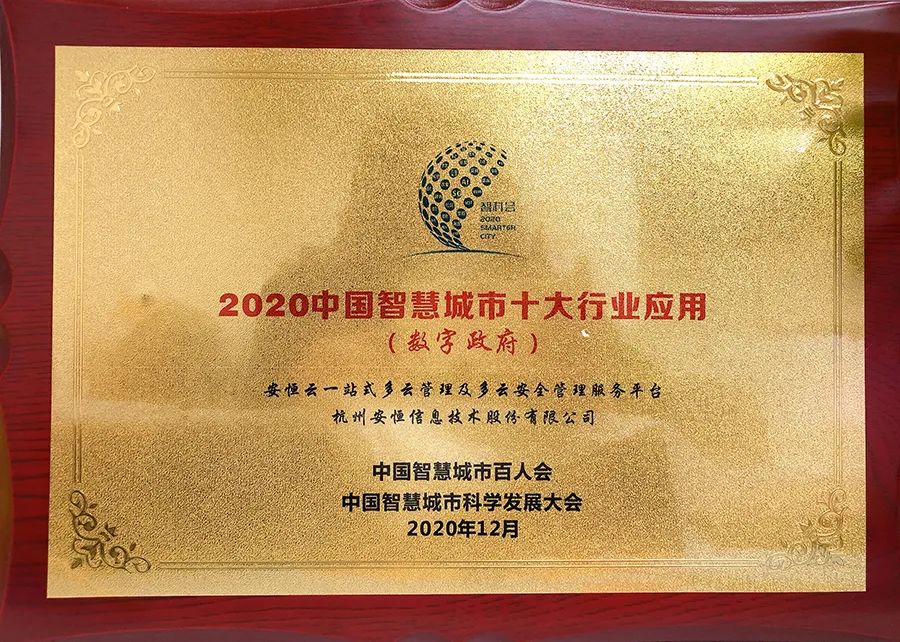 智科会
2020
SMARTER
CITY
2020中国智慧城市十大行业应用
（数字政府）
安恒云一站式多云管理及多云安全管理服务平台
杭州安恒信息技术股份有限公司
中国智慧城市百人会
中国智慧城市科学发展大会
2020年12月